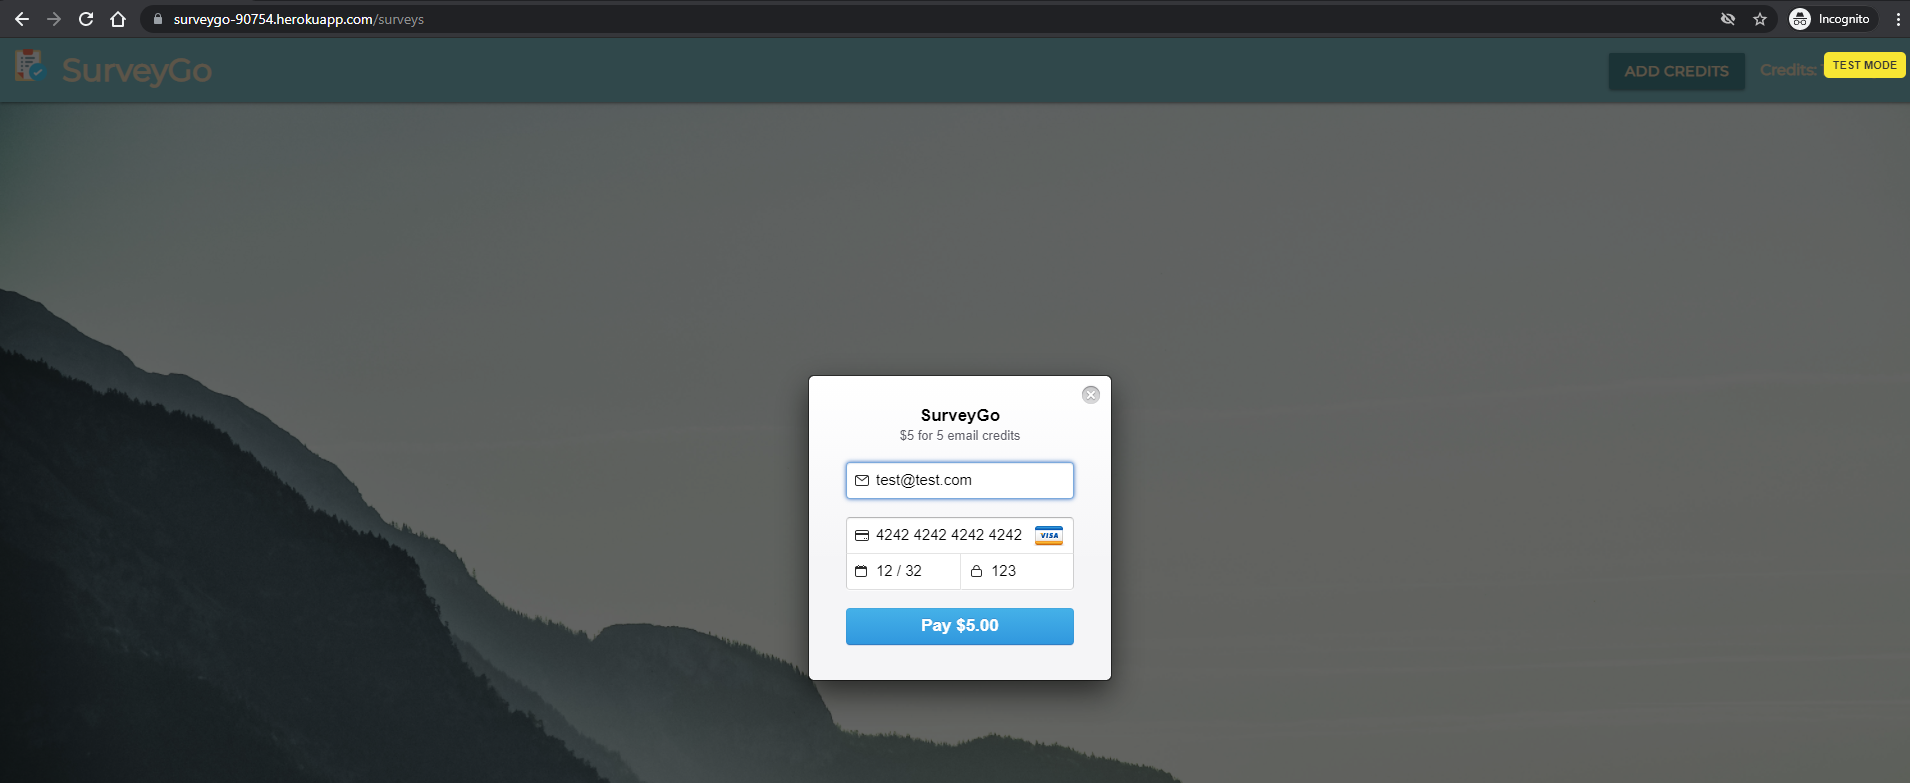 surveygo-90754.herokuapp.com/surveys
Incognito
SurveyGo
ADD CREDITS
Credits:
TEST MODE
SurveyGo
$5 for 5 email credits
test@test.com
4242 4242 4242 4242
VISA
12 / 32
123
Pay $5.00